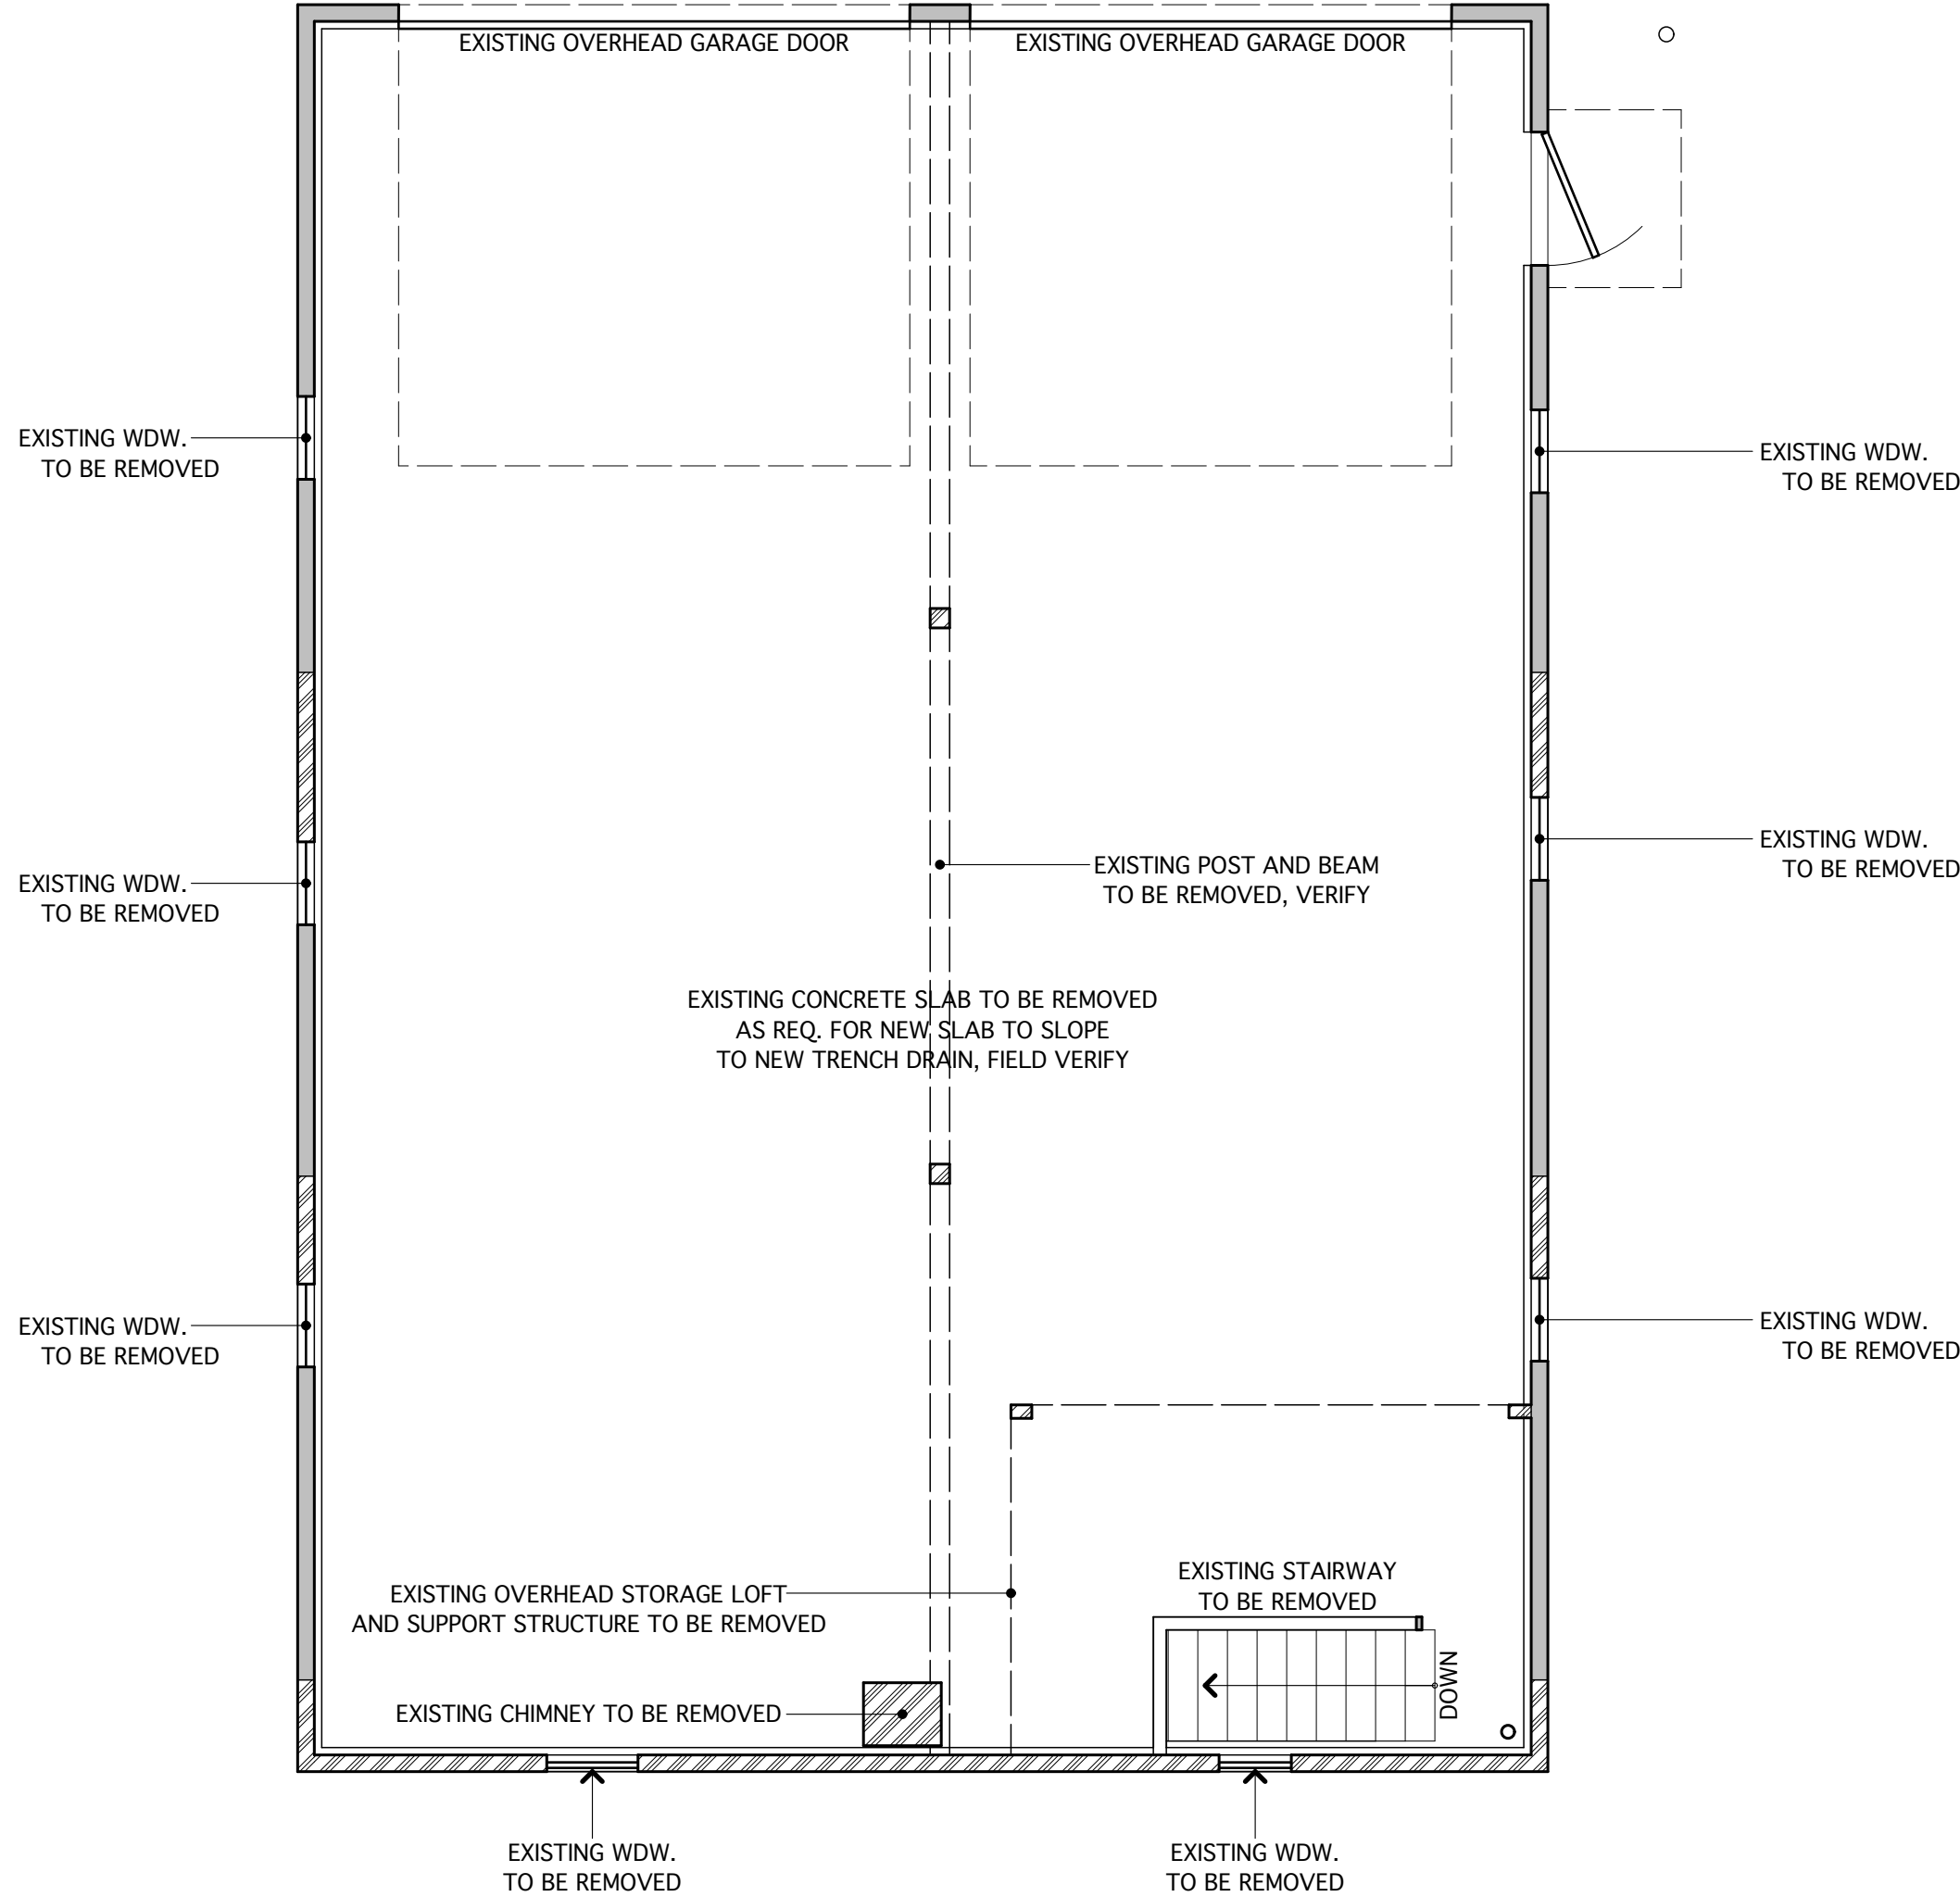 EXISTING OVERHEAD GARAGE DOOR
EXISTING OVERHEAD GARAGE DOOR
EXISTING WDW.
TO BE REMOVED
EXISTING WDW.
TO BE REMOVED
EXISTING WDW.
TO BE REMOVED
EXISTING POST AND BEAM
TO BE REMOVED, VERIFY
EXISTING WDW.
TO BE REMOVED
EXISTING CONCRETE SLAB TO BE REMOVED
AS REQ. FOR NEW SLAB TO SLOPE
TO NEW TRENCH DRAIN, FIELD VERIFY
EXISTING WDW.
TO BE REMOVED
EXISTING WDW.
TO BE REMOVED
EXISTING OVERHEAD STORAGE LOFT
AND SUPPORT STRUCTURE TO BE REMOVED
EXISTING STAIRWAY
TO BE REMOVED
DOWN
EXISTING CHIMNEY TO BE REMOVED
EXISTING WDW.
TO BE REMOVED
EXISTING WDW.
TO BE REMOVED